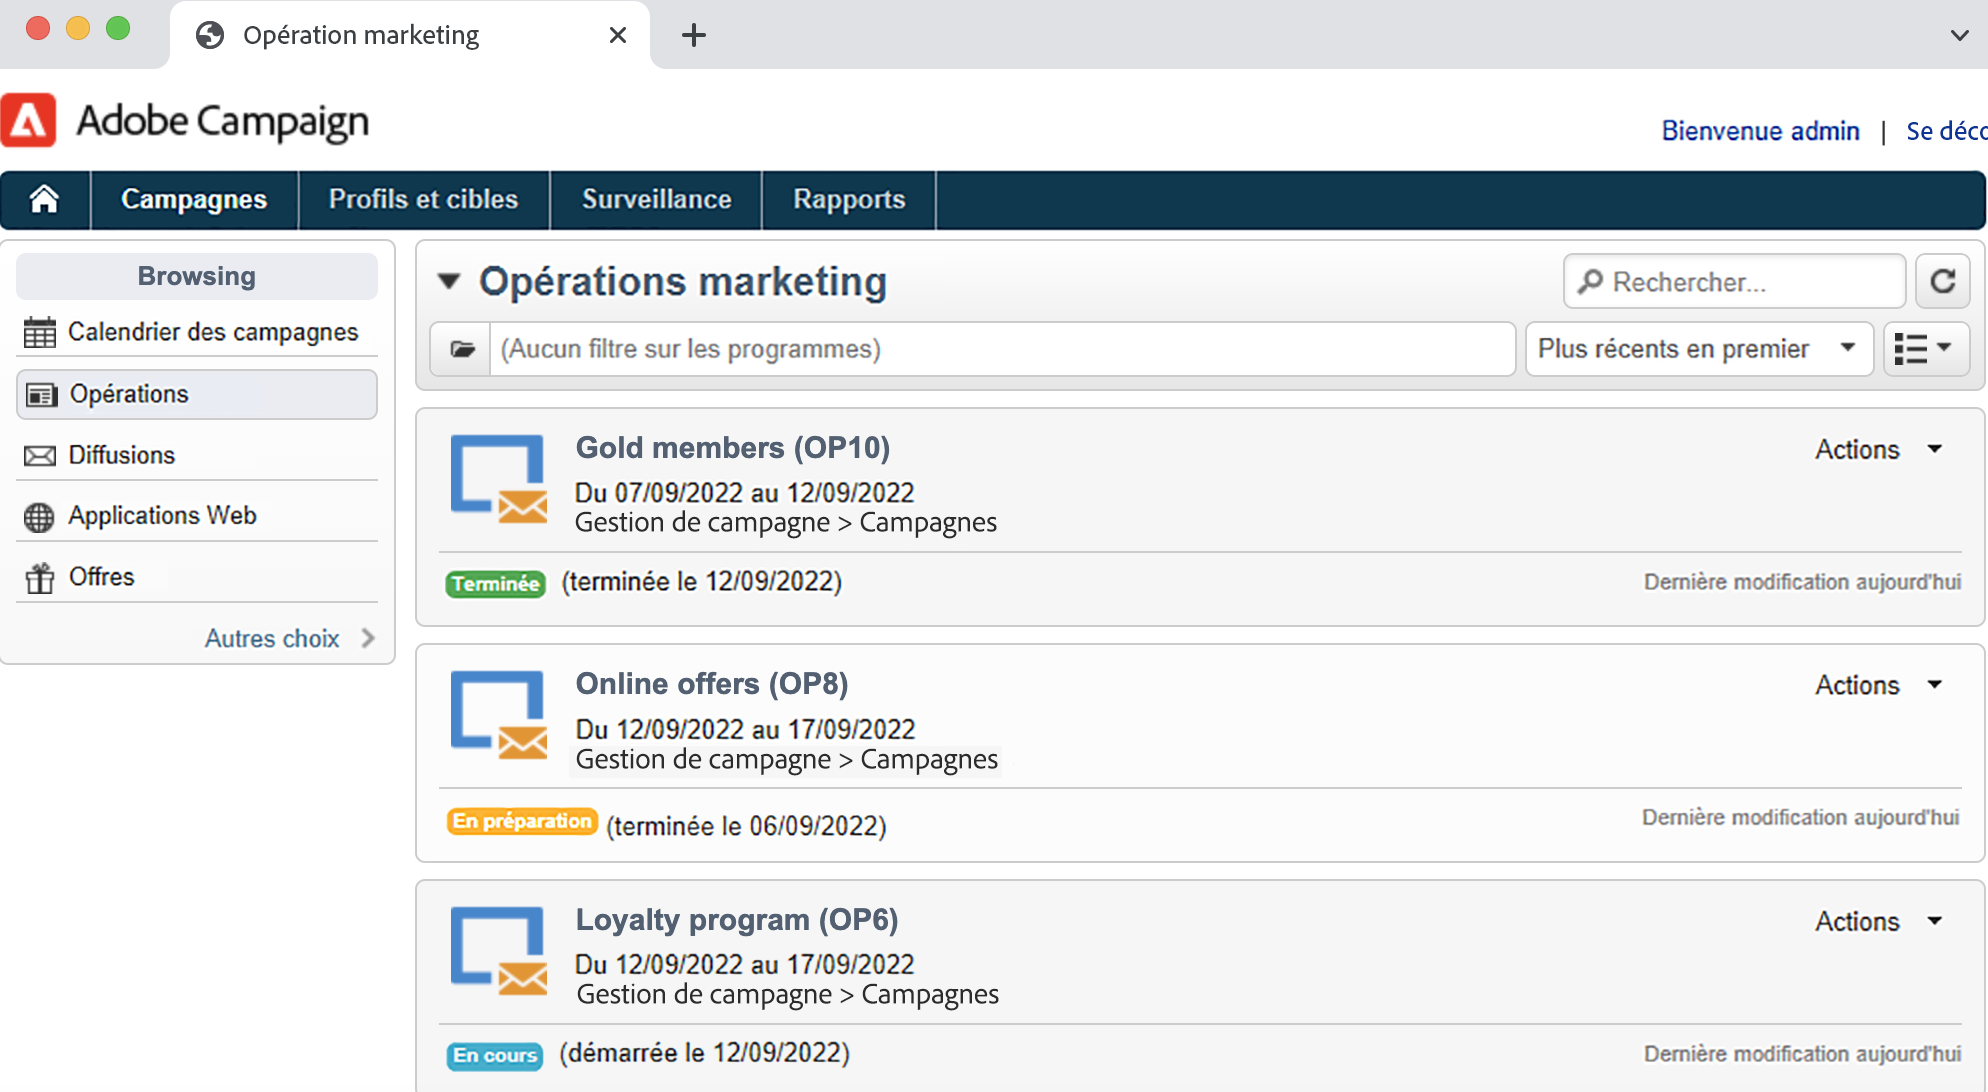 Opération marketing
Adobe Campaign
Bienvenue admin | Se déco
Campagnes Profils et cibles Surveillance Rapports
Browsing
Calendrier des campagnes
Opérations
Diffusions
Applications Web
Offres
Autres choix
Opérations marketing
Rechercher...
(Aucun filtre sur les programmes)
Plus récents en premier
Gold members (OP10)
Actions
Du 07/09/2022 au 12/09/2022
Gestion de campagne > Campagnes
Terminée (terminée le 12/09/2022)
Dernière modification aujourd'hui
Online offers (OP8)
Actions
Du 12/09/2022 au 17/09/2022
Gestion de campagne > Campagnes
En préparation (terminée le 06/09/2022)
Dernière modification aujourd'hui
Loyalty program (OP6)
Actions
Du 12/09/2022 au 17/09/2022
Gestion de campagne > Campagnes
En cours (démarrée le 12/09/2022)
Dernière modification aujourd'hui